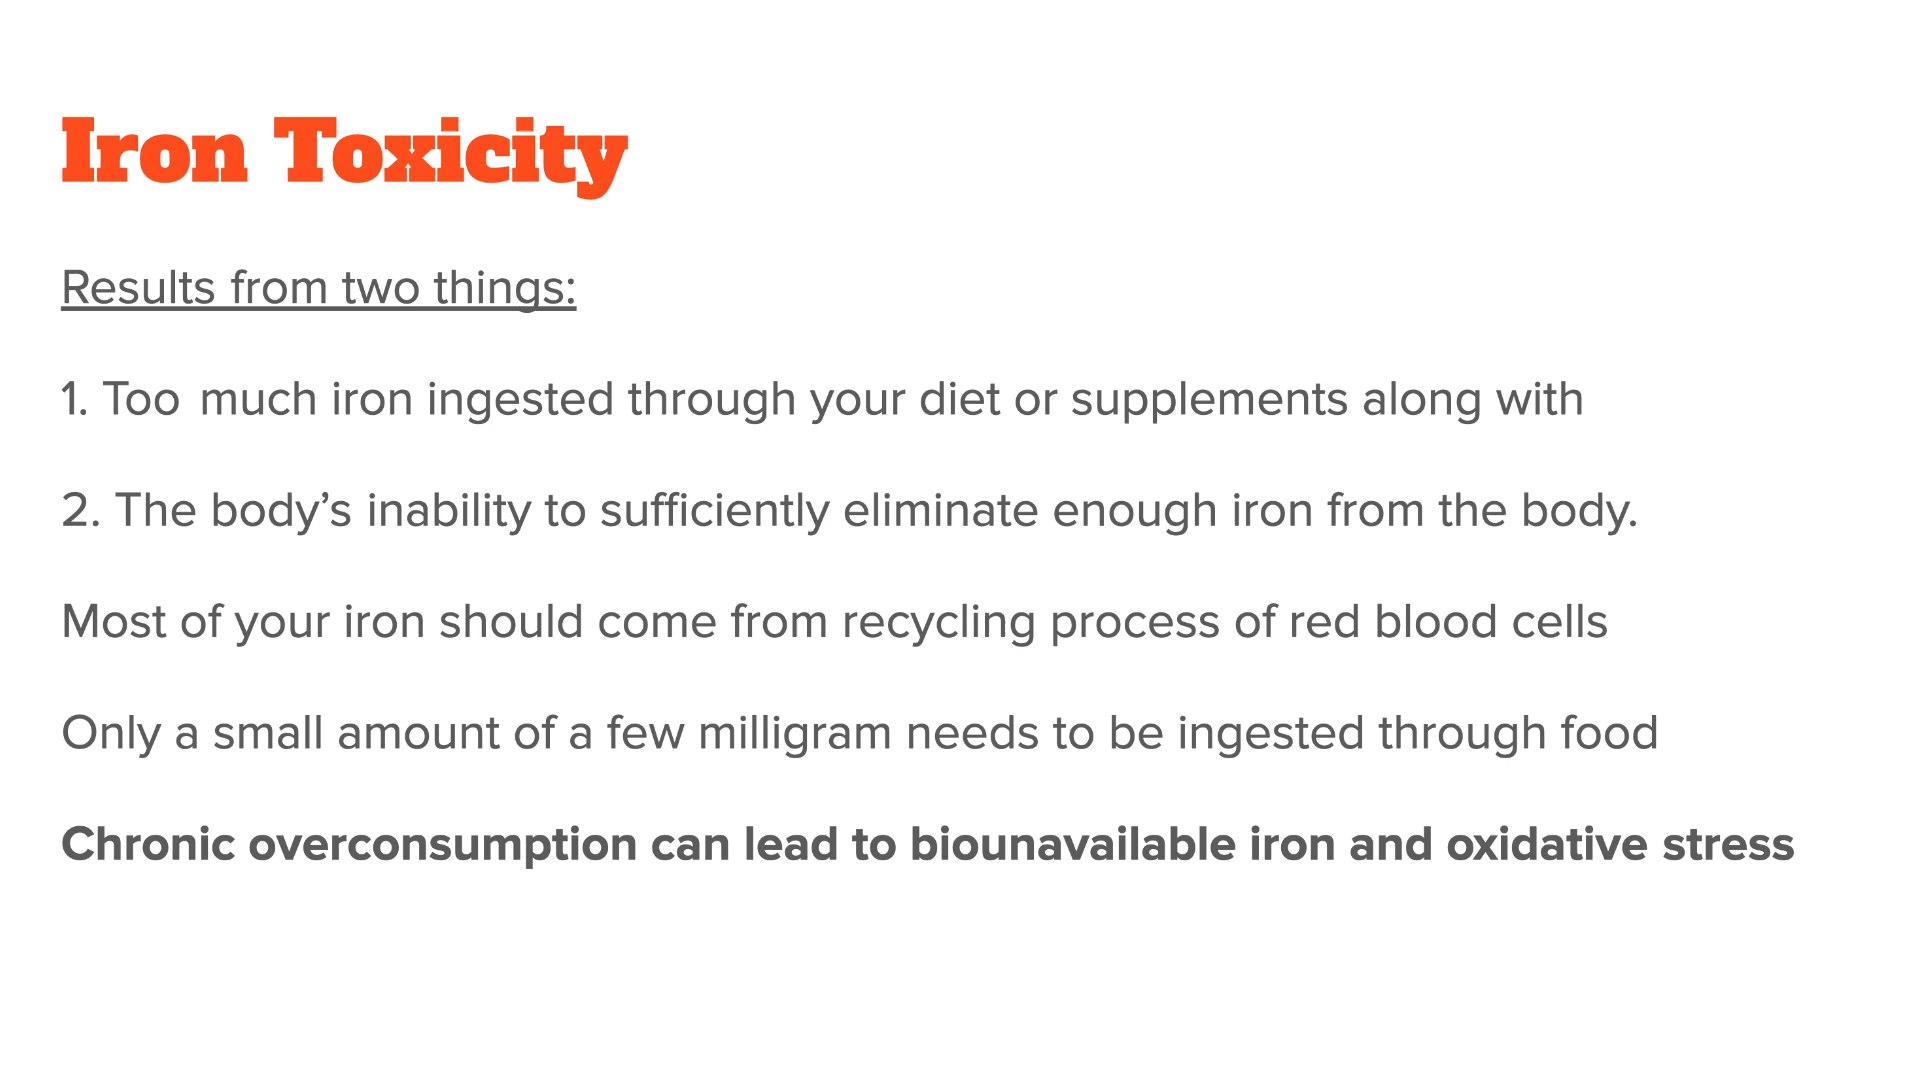 Iron Toxicity
Results from two things:
1. Too much iron ingested through your diet or supplements along with
2. The body’s inability to sufficiently eliminate enough iron from the body.
Most of your iron should come from recycling process of red blood cells
Only a small amount of a few milligram needs to be ingested through food
Chronic overconsumption can lead to biounavailable iron and oxidative stress